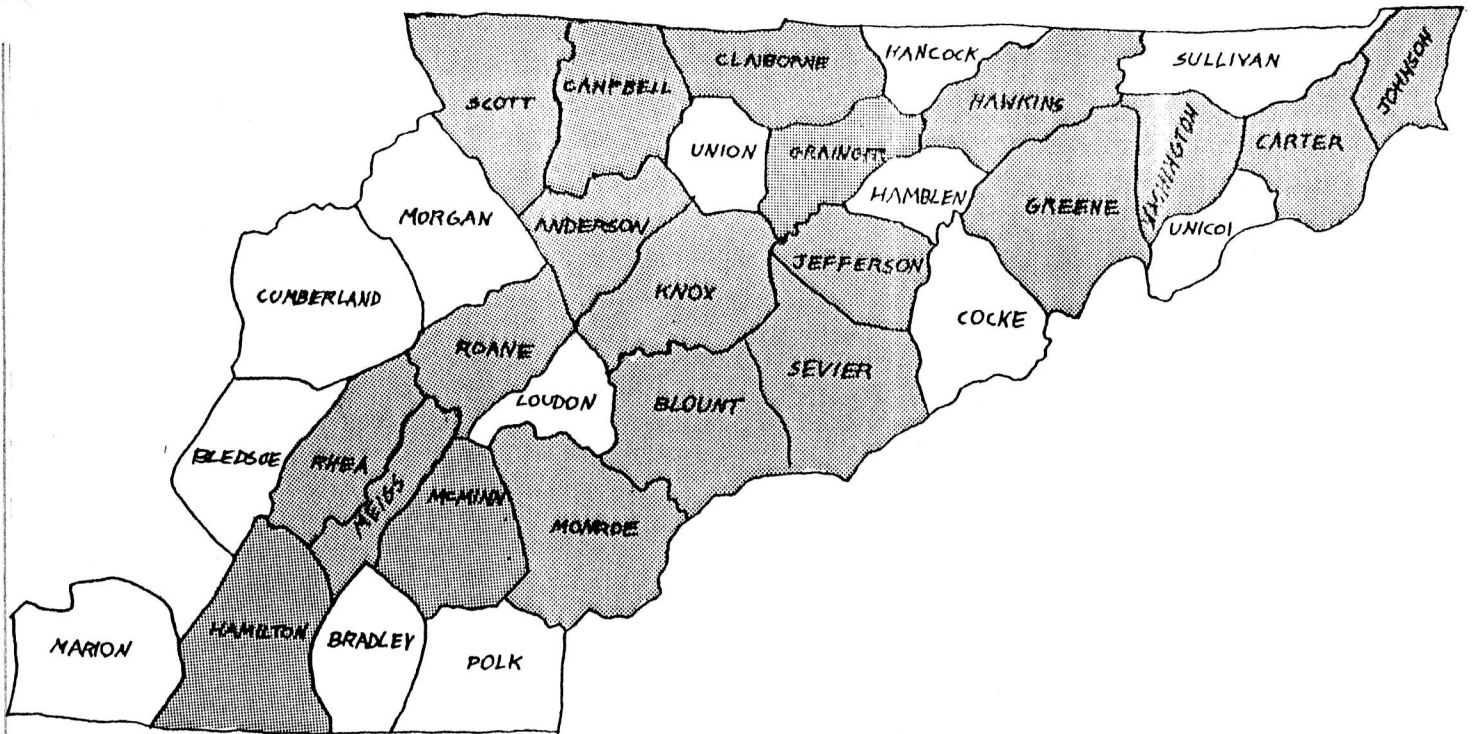 HANCOCK
SULLIVAN
JOHNSON
CLAIBORNE
SCOTT
CAMPBELL
HAWKINS
CARTER
UNION
GRAINGER
WASHINGTON
HAMBLEN
GREENE
MORGAN
ANDERSON
UNICOI
JEFFERSON
CUMBERLAND
KNOX
COCKE
ROANE
SEVIER
LOUDON
BLOUNT
BLEDSOE
RHEA
MEIGS
MCMINN
MONROE
HAMILTON
BRADLEY
MARION
POLK